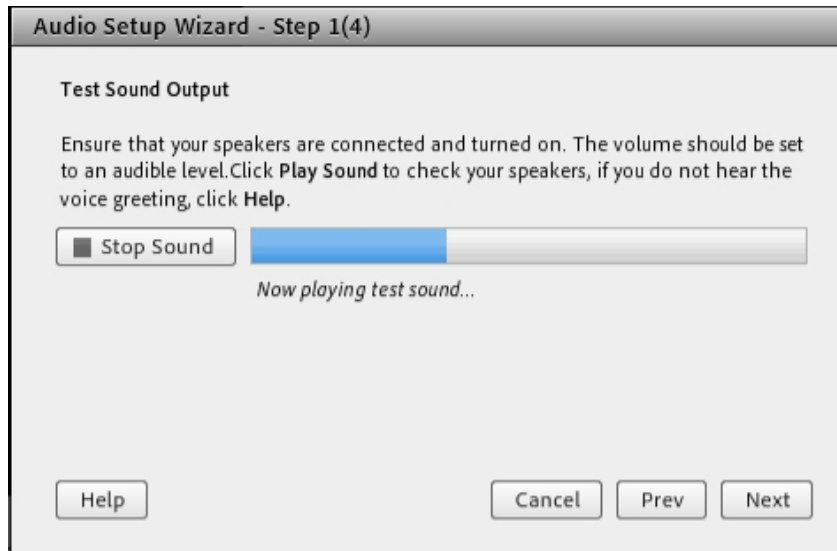 Audio Setup Wizard - Step 1(4)
Test Sound Output
Ensure that your speakers are connected and turned on. The volume should be set
to an audible level.Click Play Sound to check your speakers, if you do not hear the
voice greeting, click Help.
Stop Sound
Now playing test sound...
Help Cancel Prev Next